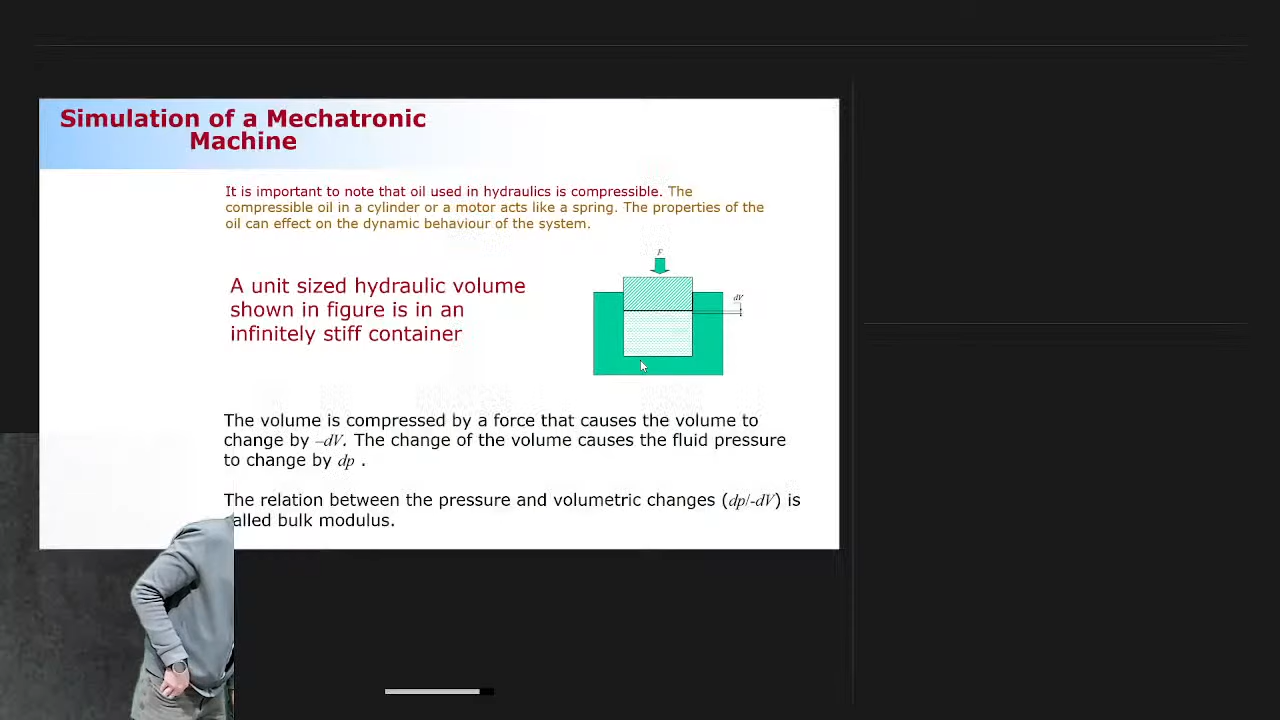 Simulation of a Mechatronic
Machine
It is important to note that oil used in hydraulics is compressible. The
compressible oil in a cylinder or a motor acts like a spring. The properties of the
oil can effect on the dynamic behaviour of the system.
F
A unit sized hydraulic volume
shown in figure is in an
infinitely stiff container
dV
The volume is compressed by a force that causes the volume to
change by –dV. The change of the volume causes the fluid pressure
to change by dp .
The relation between the pressure and volumetric changes (dp/-dV) is
called bulk modulus.